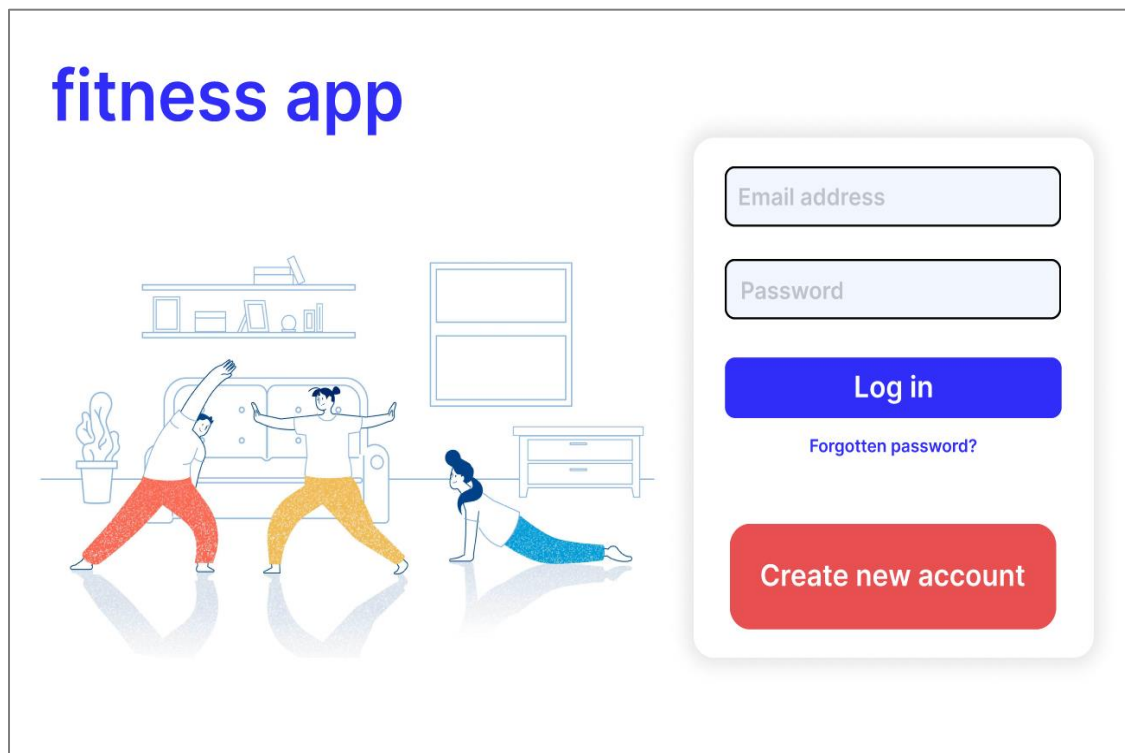 fitness app
Email address
Password
Log in
Forgotten password?
Create new account